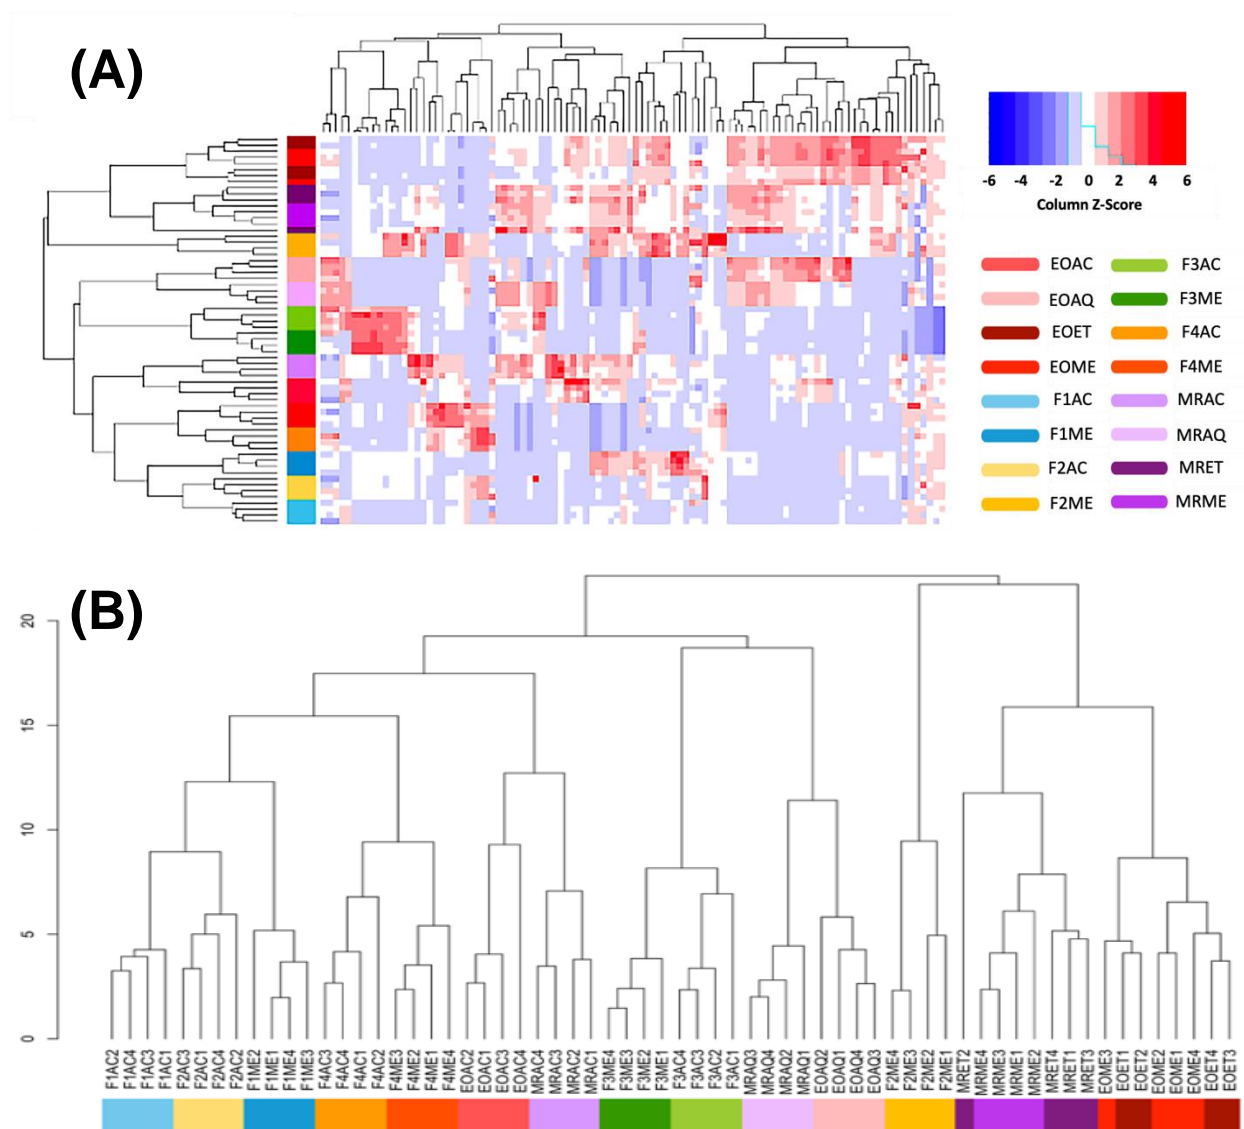 (A)
-6 -4 -2 0 2 4 6
Column Z-Score
EOAC F3AC
EOAQ F3ME
EOET F4AC
EOME F4ME
F1AC MRAC
F1ME MRAQ
F2AC MRET
F2ME MRME
(B)
20
15
10
5
0
F1AC2 F1AC4 F1AC3 F1AC1 F2AC3 F2AC1 F2AC4 F2AC2 F1ME2 F1ME1 F1ME4 F1ME3 F4AC3 F4AC4 F4AC1 F4AC2 F4ME3 F4ME2 F4ME1 F4ME4 EOAC2 EOAC1 EOAC3 EOAC4 MRAC4 MRAC3 MRAC2 MRAC1 F3ME4 F3ME3 F3ME2 F3ME1 F3AC4 F3AC3 F3AC2 F3AC1 MRAQ3 MRAQ4 MRAQ2 MRAQ1 EOAQ2 EOAQ1 EOAQ4 EOAQ3 F2ME4 F2ME3 F2ME2 F2ME1 MRET2 MRME4 MRME3 MRME1 MRME2 MRET4 MRET1 MRET3 EOME3 EOET1 EOET2 EOME2 EOME1 EOME4 EOET4 EOET3